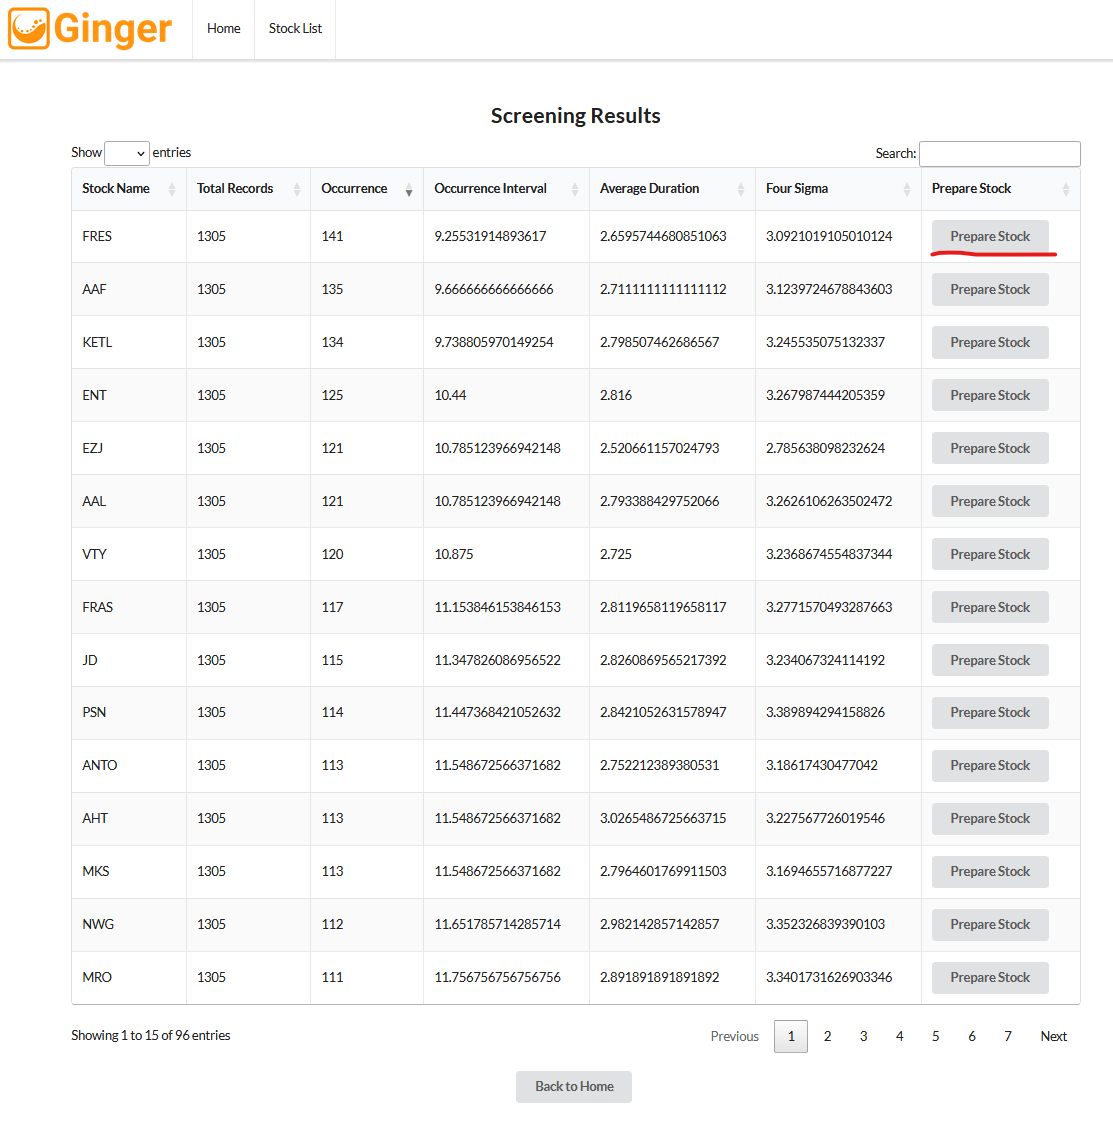 Ginger Home Stock List
Screening Results
Show entries Search:
Stock Name Total Records Occurrence Occurrence Interval Average Duration Four Sigma Prepare Stock
FRES 1305 141 9.25531914893617 2.6595744680851063 3.0921019105010124 Prepare Stock
AAF 1305 135 9.666666666666666 2.7111111111111112 3.1239724678843603 Prepare Stock
KETL 1305 134 9.738805970149254 2.798507462686567 3.245535075132337 Prepare Stock
ENT 1305 125 10.44 2.816 3.267987444205359 Prepare Stock
EZJ 1305 121 10.785123966942148 2.520661157024793 2.785638098232624 Prepare Stock
AAL 1305 121 10.785123966942148 2.793388429752066 3.2626106263502472 Prepare Stock
VTY 1305 120 10.875 2.725 3.2368674554837344 Prepare Stock
FRAS 1305 117 11.153846153846153 2.8119658119658117 3.2771570493287663 Prepare Stock
JD 1305 115 11.347826086956522 2.8260869565217392 3.234067324114192 Prepare Stock
PSN 1305 114 11.447368421052632 2.8421052631578947 3.389894294158826 Prepare Stock
ANTO 1305 113 11.548672566371682 2.752212389380531 3.18617430477042 Prepare Stock
AHT 1305 113 11.548672566371682 3.0265486725663715 3.227567726019546 Prepare Stock
MKS 1305 113 11.548672566371682 2.7964601769911503 3.1694655716877227 Prepare Stock
NWG 1305 112 11.651785714285714 2.982142857142857 3.352326839390103 Prepare Stock
MRO 1305 111 11.756756756756756 2.891891891891892 3.3401731626903346 Prepare Stock
Showing 1 to 15 of 96 entries Previous 1 2 3 4 5 6 7 Next
Back to Home